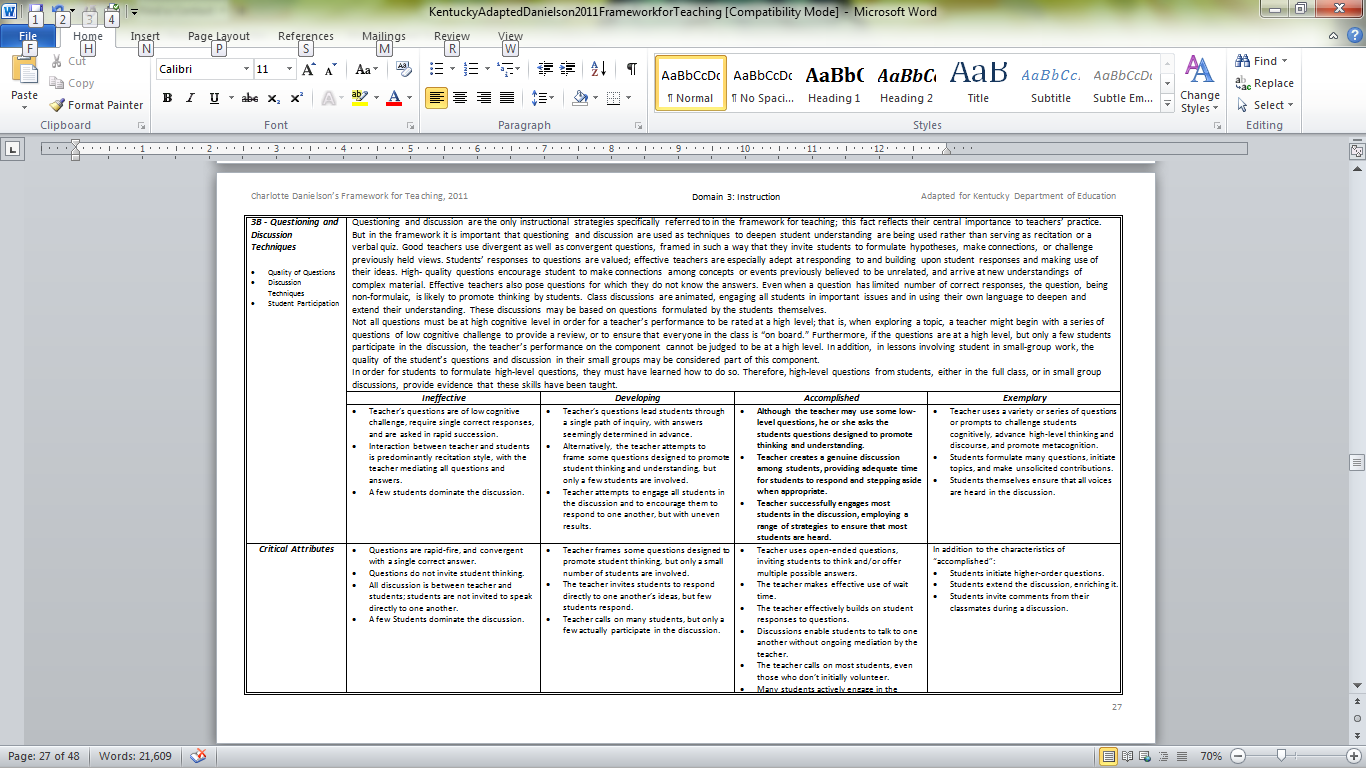 KentuckyAdaptedDanielson2011FrameworkforTeaching [Compatibility Mode] - Microsoft Word
1 2 3 4
File Home Insert Page Layout References Mailings Review View
F H N P S M R W
Paste
Cut
Copy
Format Painter
Clipboard
Calibri 11
Aa
B I U abc x2 x2 A ab A
Font
Paragraph
AaBbCcDc AaBbCcDc AaBbC AaBbCc AaB AaBbCc. AaBbCcDc
¶ Normal ¶ No Spaci... Heading 1 Heading 2 Title Subtitle Subtle Em...
Styles
Change Styles
Find
Replace
Select
Editing
1 2 3 4 5 6 7 8 9 10 11 12
Charlotte Danielson's Framework for Teaching, 2011 Domain 3: Instruction Adapted for Kentucky Department of Education
3B - Questioning and
Discussion
Techniques
• Quality of Questions
• Discussion
Techniques
• Student Participation
Questioning and discussion are the only instructional strategies specifically referred to in the framework for teaching; this fact reflects their central importance to teachers' practice.
But in the framework it is important that questioning and discussion are used as techniques to deepen student understanding are being used rather than serving as recitation or a
verbal quiz. Good teachers use divergent as well as convergent questions, framed in such a way that they invite students to formulate hypotheses, make connections, or challenge
previously held views. Students' responses to questions are valued; effective teachers are especially adept at responding to and building upon student responses and making use of
their ideas. High- quality questions encourage student to make connections among concepts or events previously believed to be unrelated, and arrive at new understandings of
complex material. Effective teachers also pose questions for which they do not know the answers. Even when a question has limited number of correct responses, the question, being
non-formulaic, is likely to promote thinking by students. Class discussions are animated, engaging all students in important issues and in using their own language to deepen and
extend their understanding. These discussions may be based on questions formulated by the students themselves.
Not all questions must be at high cognitive level in order for a teacher's performance to be rated at a high level; that is, when exploring a topic, a teacher might begin with a series of
questions of low cognitive challenge to provide a review, or to ensure that everyone in the class is "on board." Furthermore, if the questions are at a high level, but only a few students
participate in the discussion, the teacher's performance on the component cannot be judged to be at a high level. In addition, in lessons involving student in small-group work, the
quality of the student's questions and discussion in their small groups may be considered part of this component.
In order for students to formulate high-level questions, they must have learned how to do so. Therefore, high-level questions from students, either in the full class, or in small group
discussions, provide evidence that these skills have been taught.
Ineffective
• Teacher's questions are of low cognitive
challenge, require single correct responses,
and are asked in rapid succession.
• Interaction between teacher and students
is predominantly recitation style, with the
teacher mediating all questions and
answers.
• A few students dominate the discussion.
Developing
• Teacher's questions lead students through
a single path of inquiry, with answers
seemingly determined in advance.
• Alternatively, the teacher attempts to
frame some questions designed to promote
student thinking and understanding, but
only a few students are involved.
• Teacher attempts to engage all students in
the discussion and to encourage them to
respond to one another, but with uneven
results.
Accomplished
• Although the teacher may use some low-
level questions, he or she asks the
students questions designed to promote
thinking and understanding.
• Teacher creates a genuine discussion
among students, providing adequate time
for students to respond and stepping aside
when appropriate.
• Teacher successfully engages most
students in the discussion, employing a
range of strategies to ensure that most
students are heard.
Exemplary
• Teacher uses a variety or series of questions
or prompts to challenge students
cognitively, advance high-level thinking and
discourse, and promote metacognition.
• Students formulate many questions, initiate
topics, and make unsolicited contributions.
• Students themselves ensure that all voices
are heard in the discussion.
Critical Attributes
• Questions are rapid-fire, and convergent
with a single correct answer.
• Questions do not invite student thinking.
• All discussion is between teacher and
students; students are not invited to speak
directly to one another.
• A few Students dominate the discussion.
• Teacher frames some questions designed to
promote student thinking, but only a small
number of students are involved.
• The teacher invites students to respond
directly to one another's ideas, but few
students respond.
• Teacher calls on many students, but only a
few actually participate in the discussion.
• Teacher uses open-ended questions,
inviting students to think and/or offer
multiple possible answers.
• The teacher makes effective use of wait
time.
• The teacher effectively builds on student
responses to questions.
• Discussions enable students to talk to one
another without ongoing mediation by the
teacher.
• The teacher calls on most students, even
those who don't initially volunteer.
• Many students actively engage in the
In addition to the characteristics of
"accomplished":
• Students initiate higher-order questions.
• Students extend the discussion, enriching it.
• Students invite comments from their
classmates during a discussion.
27
Page: 27 of 48 Words: 21,609 70%